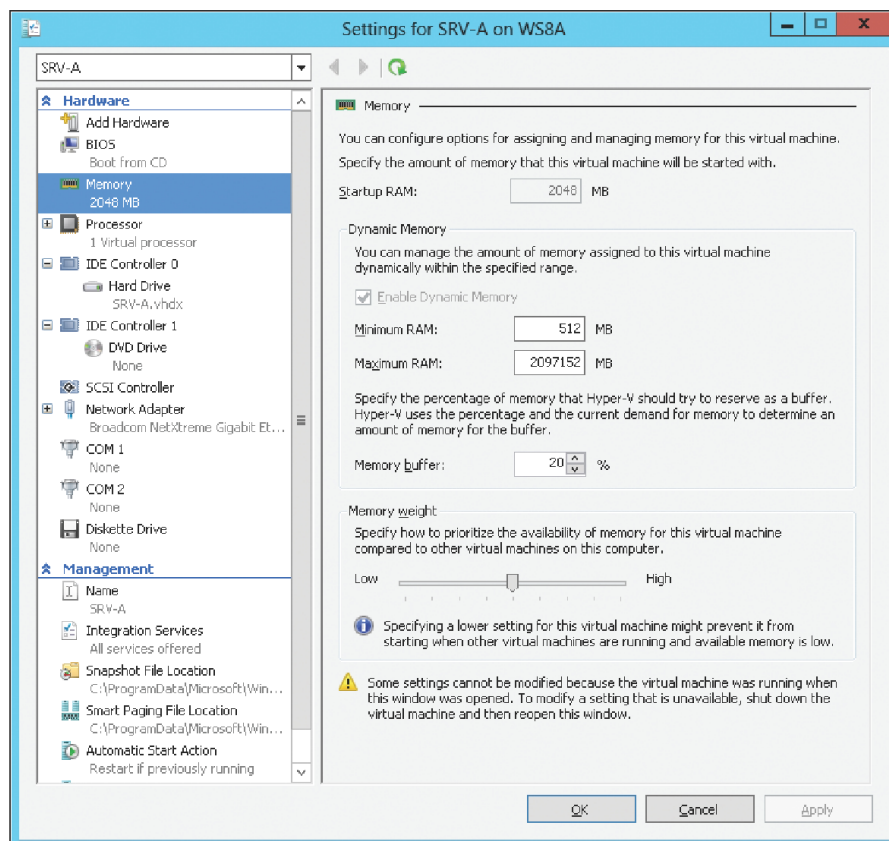 Settings for SRV-A on WS8A
SRV-A
Hardware
Add Hardware
BIOS
Boot from CD
Memory
2048 MB
Processor
1 Virtual processor
IDE Controller 0
Hard Drive
SRV-A.vhdx
IDE Controller 1
DVD Drive
None
SCSI Controller
Network Adapter
Broadcom NetXtreme Gigabit Et...
COM 1
None
COM 2
None
Diskette Drive
None
Management
Name
SRV-A
Integration Services
All services offered
Snapshot File Location
C:\ProgramData\Microsoft\Win...
Smart Paging File Location
C:\ProgramData\Microsoft\Win...
Automatic Start Action
Restart if previously running
Memory
You can configure options for assigning and managing memory for this virtual machine.
Specify the amount of memory that this virtual machine will be started with.
Startup RAM: 2048 MB
Dynamic Memory
You can manage the amount of memory assigned to this virtual machine
dynamically within the specified range.
Enable Dynamic Memory
Minimum RAM: 512 MB
Maximum RAM: 2097152 MB
Specify the percentage of memory that Hyper-V should try to reserve as a buffer.
Hyper-V uses the percentage and the current demand for memory to determine an
amount of memory for the buffer.
Memory buffer: 20 %
Memory weight
Specify how to prioritize the availability of memory for this virtual machine
compared to other virtual machines on this computer.
Low High
Specifying a lower setting for this virtual machine might prevent it from
starting when other virtual machines are running and available memory is low.
Some settings cannot be modified because the virtual machine was running when
this window was opened. To modify a setting that is unavailable, shut down the
virtual machine and then reopen this window.
OK Cancel Apply